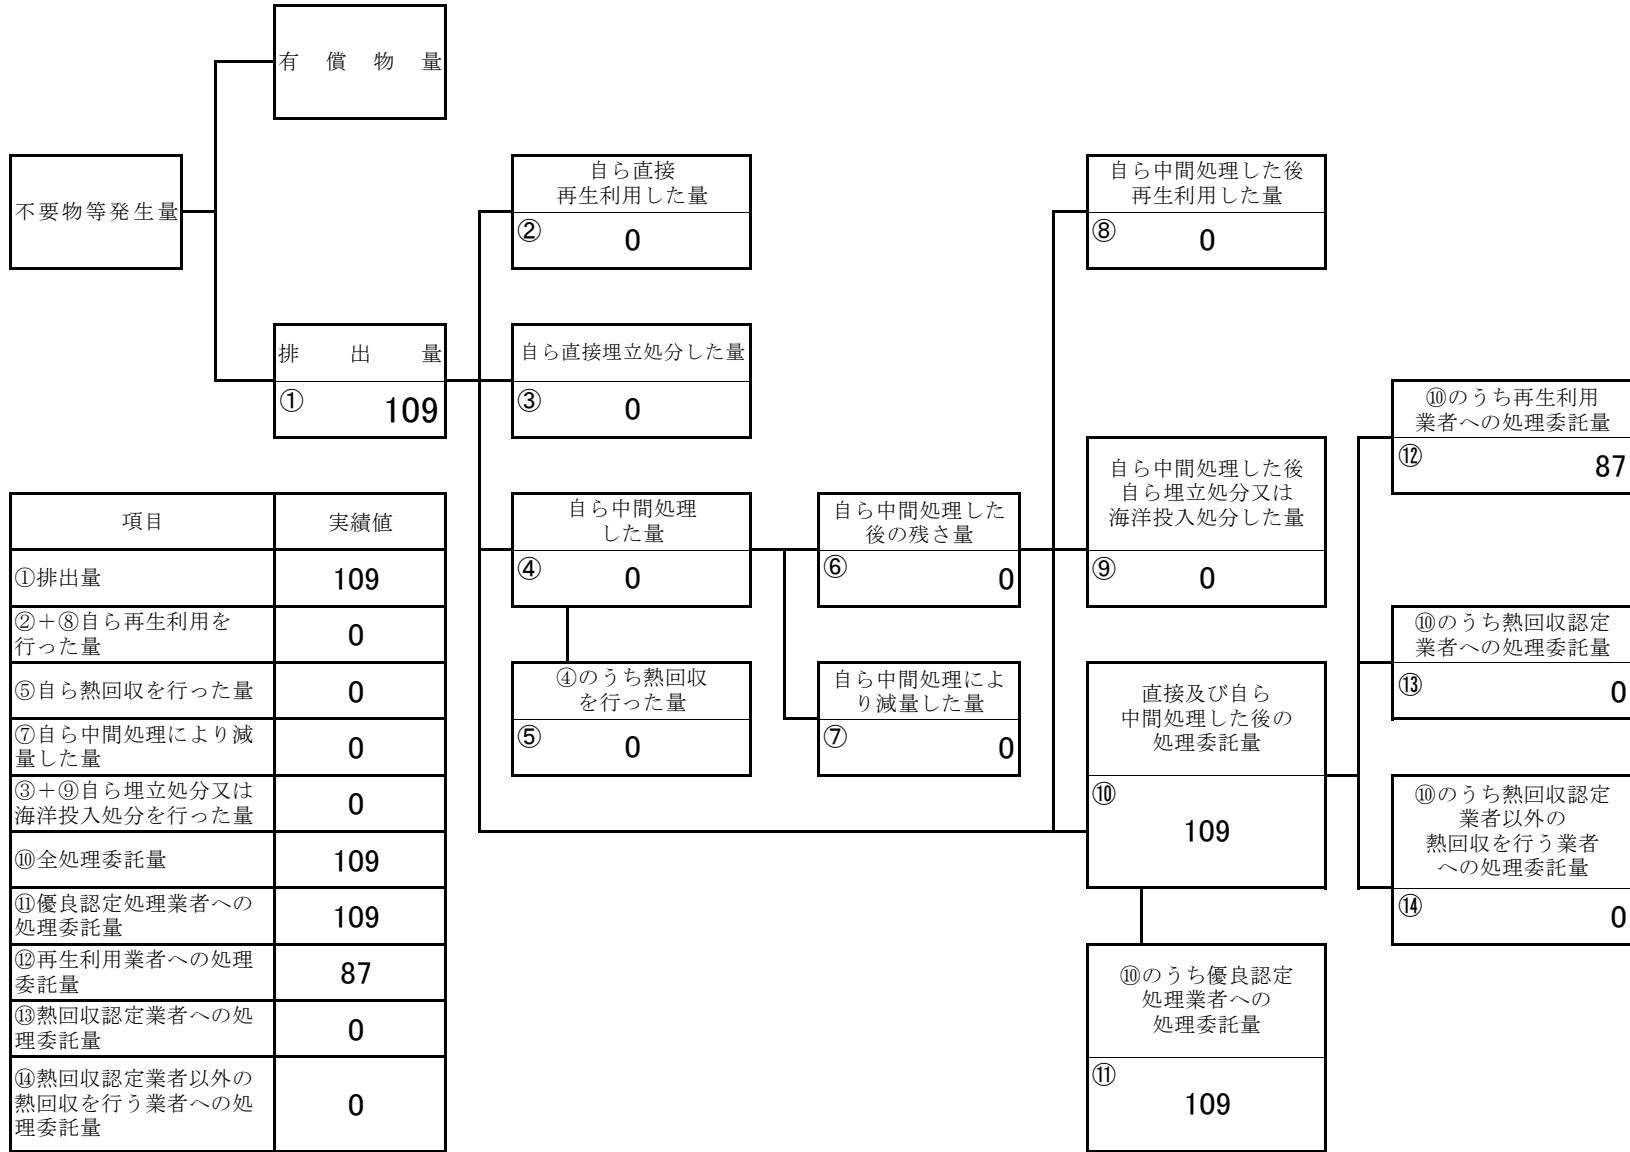 有償物量
不要物等発生量
排出量
①
109
自ら直接
再生利用した量
②
0
自ら直接埋立処分した量
③
0
自ら中間処理
した量
④
0
④のうち熱回収
を行った量
⑤
0
自ら中間処理した
後の残さ量
⑥
0
自ら中間処理によ
り減量した量
⑦
0
自ら中間処理した後
再生利用した量
⑧
0
自ら中間処理した後
自ら埋立処分又は
海洋投入処分した量
⑨
0
直接及び自ら
中間処理した後の
処理委託量
⑩
109
⑩のうち優良認定
処理業者への
処理委託量
⑪
109
⑩のうち再生利用
業者への処理委託量
⑫
87
⑩のうち熱回収認定
業者への処理委託量
⑬
0
⑩のうち熱回収認定
業者以外の
熱回収を行う業者
への処理委託量
⑭
0
項目 実績値
①排出量 109
②+⑧自ら再生利用を
行った量 0
⑤自ら熱回収を行った量 0
⑦自ら中間処理により減
量した量 0
③+⑨自ら埋立処分又は
海洋投入処分を行った量 0
⑩全処理委託量 109
⑪優良認定処理業者への
処理委託量 109
⑫再生利用業者への処理
委託量 87
⑬熱回収認定業者への処
理委託量 0
⑭熱回収認定業者以外の
熱回収を行う業者への処
理委託量 0